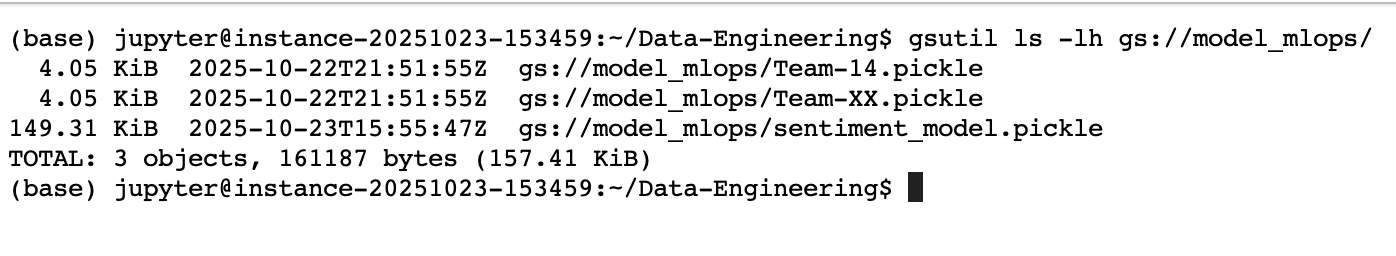 (base) jupyter@instance-20251023-153459:~/Data-Engineering$ gsutil ls -lh gs://model_mlops/
4.05 KiB  2025-10-22T21:51:55Z  gs://model_mlops/Team-14.pickle
4.05 KiB  2025-10-22T21:51:55Z  gs://model_mlops/Team-XX.pickle
149.31 KiB  2025-10-23T15:55:47Z  gs://model_mlops/sentiment_model.pickle
TOTAL: 3 objects, 161187 bytes (157.41 KiB)
(base) jupyter@instance-20251023-153459:~/Data-Engineering$